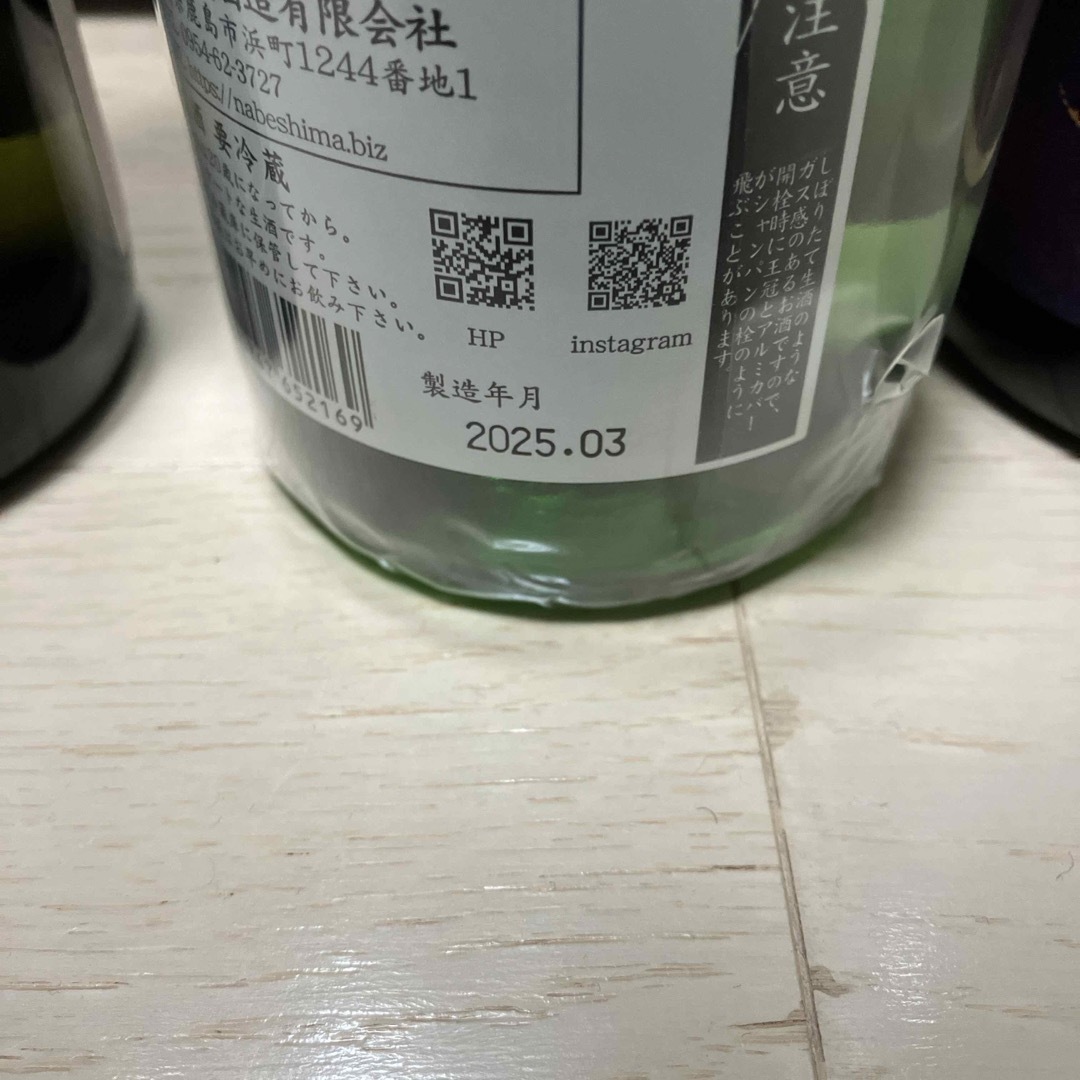 造有限会社
鹿島市浜町1244番地1
0954-62-3727
https://nabeshima.biz
要冷蔵
歳になってから。
ートな生酒です。
に保管して下さい。
早めにお飲み下さい。
HP
instagram
製造年月
2025.03
652169
注意
しぼりたて生酒のような
ガス感のあるお酒ですので、
開栓時に王冠とアルミカバー
がシャンパンの栓のように
飛ぶことがあります